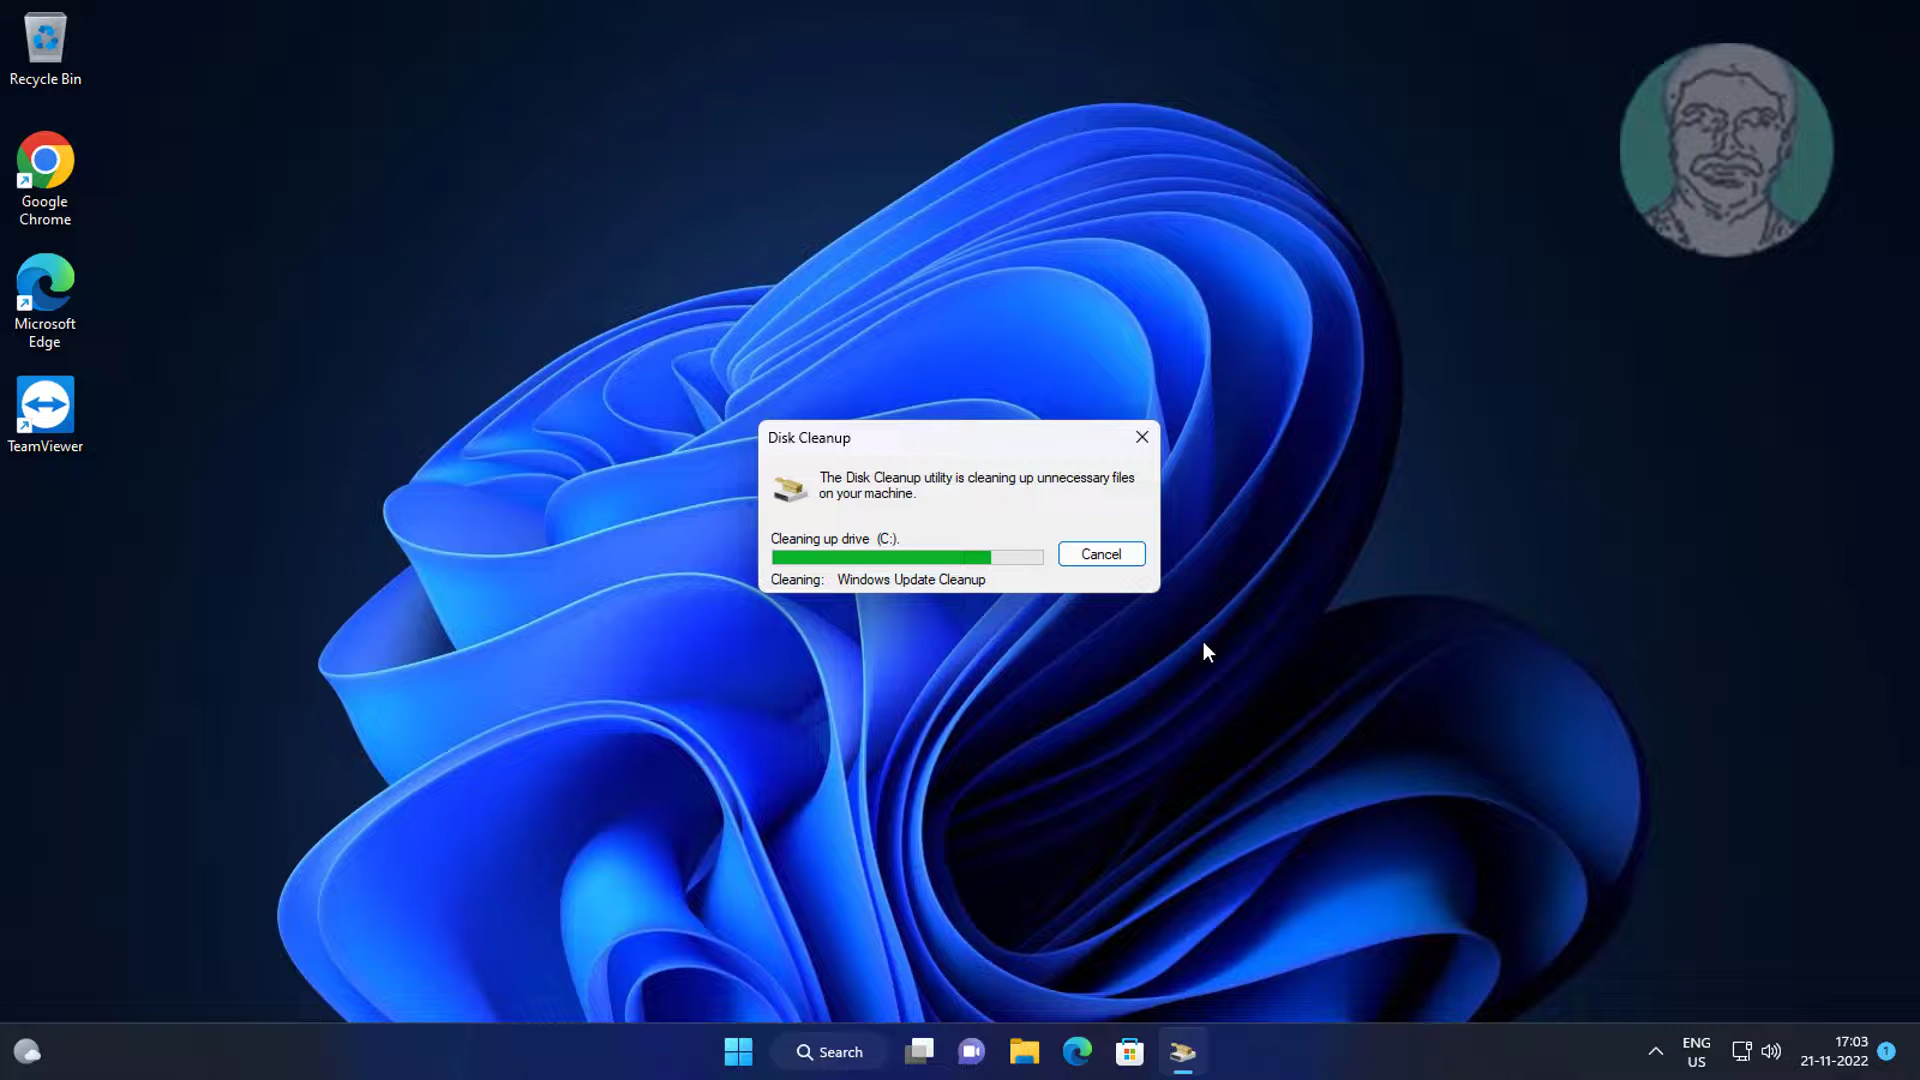 Recycle Bin
Google
Chrome
Microsoft
Edge
TeamViewer
Disk Cleanup
The Disk Cleanup utility is cleaning up unnecessary files
on your machine.
Cleaning up drive (C:).
Cancel
Cleaning: Windows Update Cleanup
Search
ENG
US
17:03
21-11-2022
1